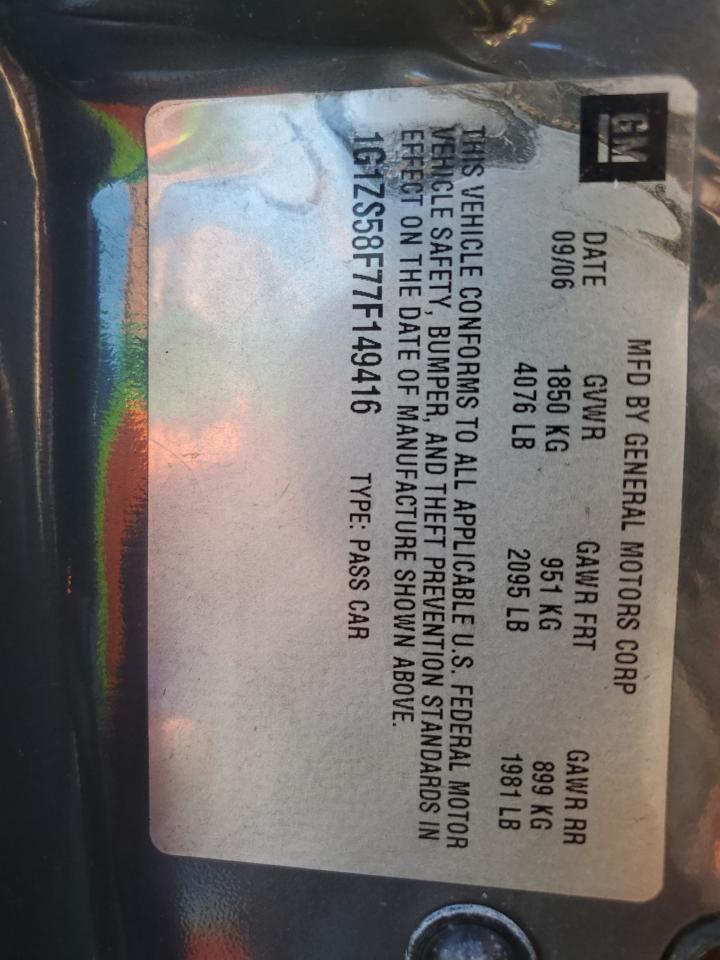 GM
MFD BY GENERAL MOTORS CORP
DATE GVWR GAWR FRT GAWR RR
09/06 1850 KG 951 KG 899 KG
4076 LB 2095 LB 1981 LB
THIS VEHICLE CONFORMS TO ALL APPLICABLE U.S. FEDERAL MOTOR
VEHICLE SAFETY, BUMPER, AND THEFT PREVENTION STANDARDS IN
EFFECT ON THE DATE OF MANUFACTURE SHOWN ABOVE.
1G1ZS58F77F149416 TYPE: PASS CAR